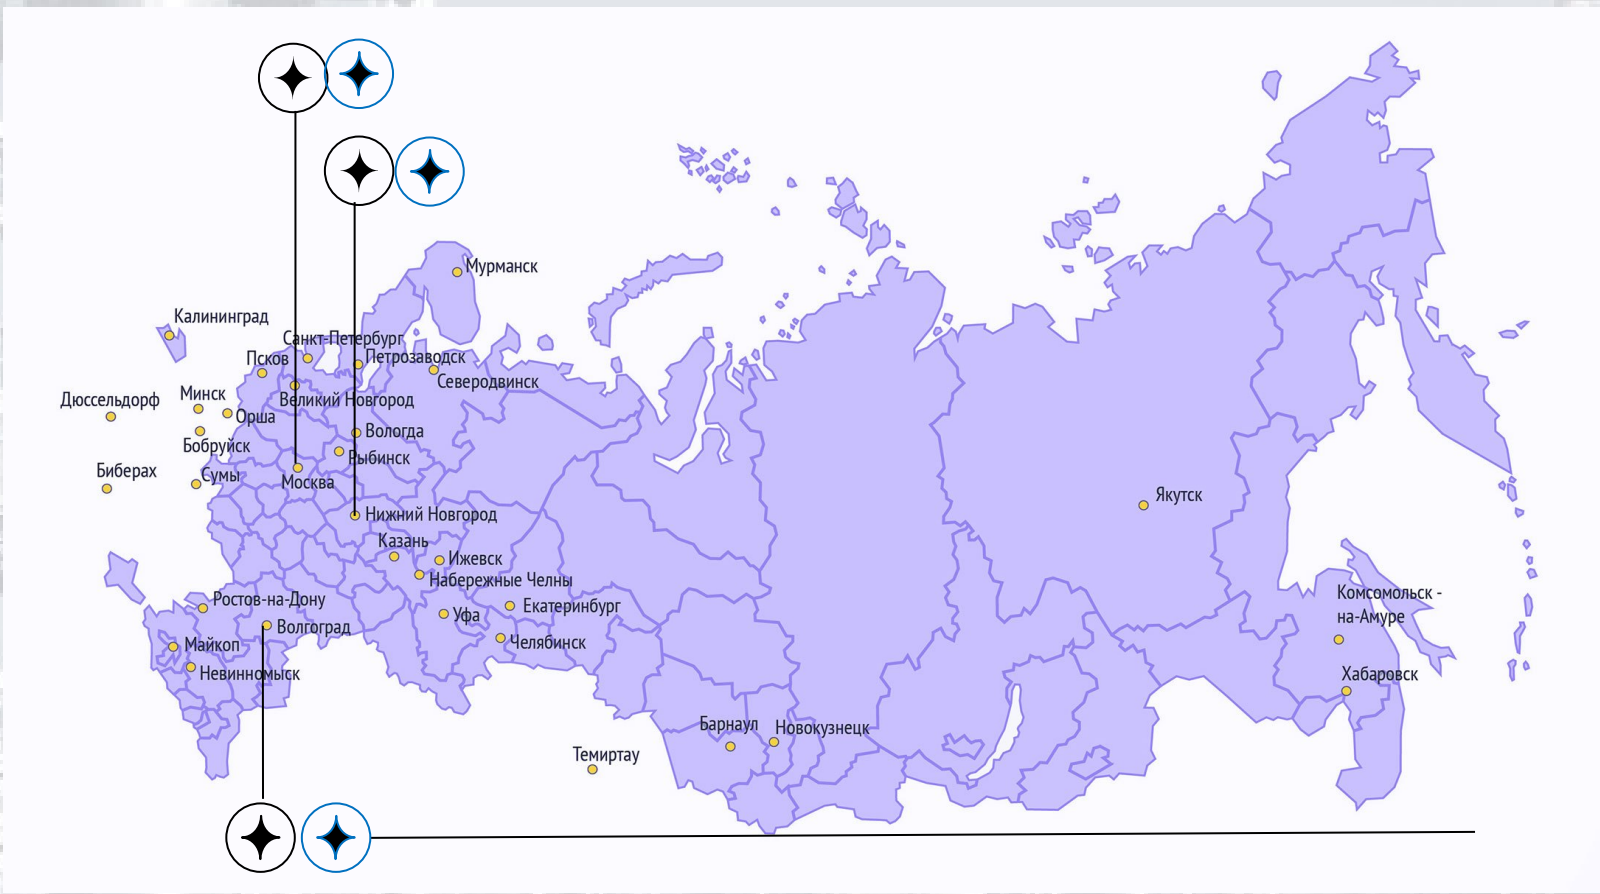 Мурманск
Калининград
Санкт-Петербург
Псков
Петрозаводск
Северодвинск
Дюссельдорф
Минск
Великий Новгород
Орша
Вологда
Бобруйск
Рыбинск
Биберах
Сумы
Москва
Якутск
Нижний Новгород
Казань
Ижевск
Набережные Челны
Комсомольск -
на-Амуре
Ростов-на-Дону
Екатеринбург
Уфа
Волгоград
Челябинск
Майкоп
Невинномыск
Хабаровск
Барнаул
Новокузнецк
Темиртау